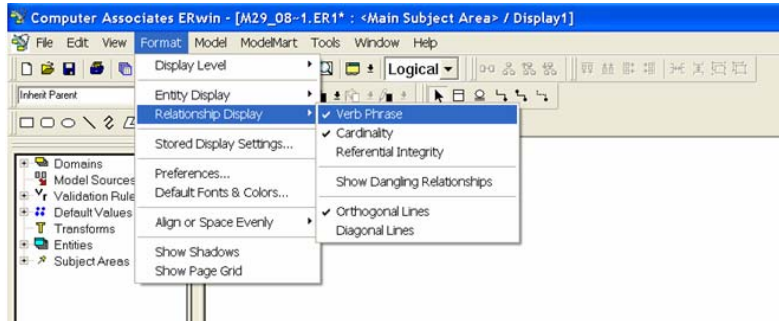 Computer Associates ERwin - [M29_08~1.ER1* : <Main Subject Area> / Display1]
File Edit View Format Model ModelMart Tools Window Help
Logical
Inherit Parent
Display Level
Entity Display
Relationship Display
Stored Display Settings...
Preferences...
Default Fonts & Colors...
Align or Space Evenly
Show Shadows
Show Page Grid
Verb Phrase
Cardinality
Referential Integrity
Show Dangling Relationships
Orthogonal Lines
Diagonal Lines
Domains
Model Sources
Validation Rule
Default Values
Transforms
Entities
Subject Areas